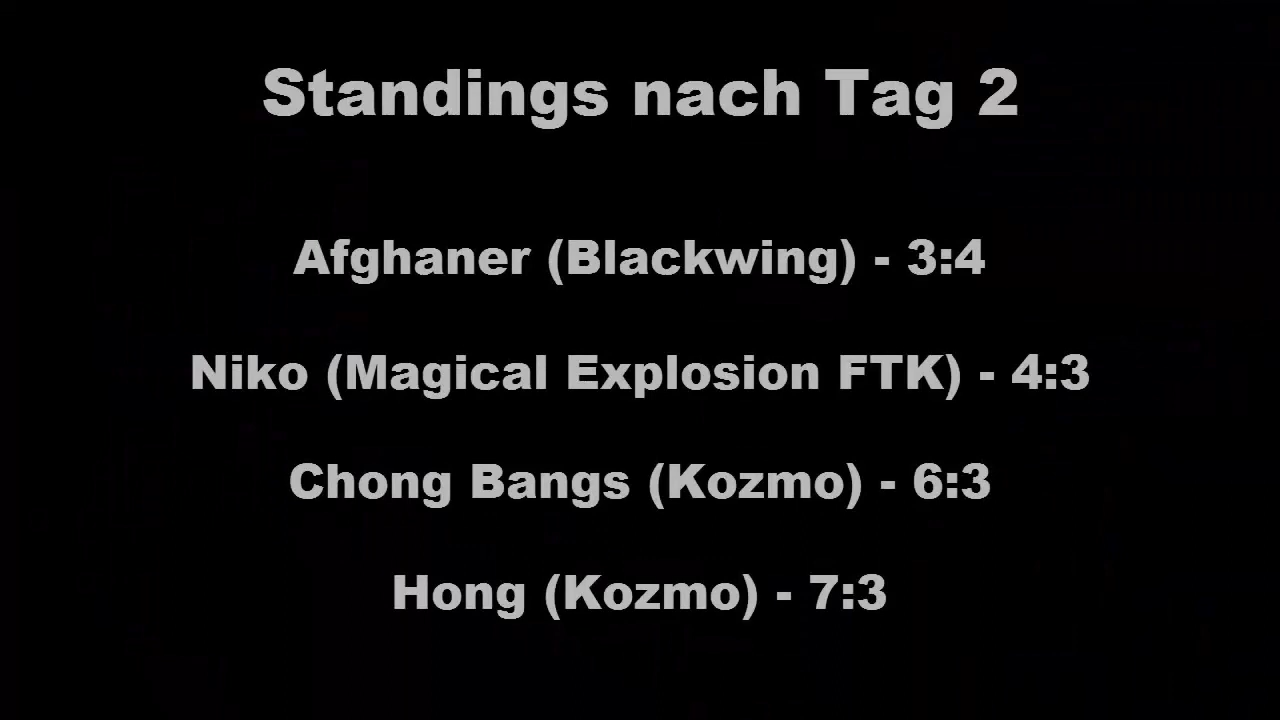 Standings nach Tag 2
Afghaner (Blackwing) - 3:4
Niko (Magical Explosion FTK) - 4:3
Chong Bangs (Kozmo) - 6:3
Hong (Kozmo) - 7:3